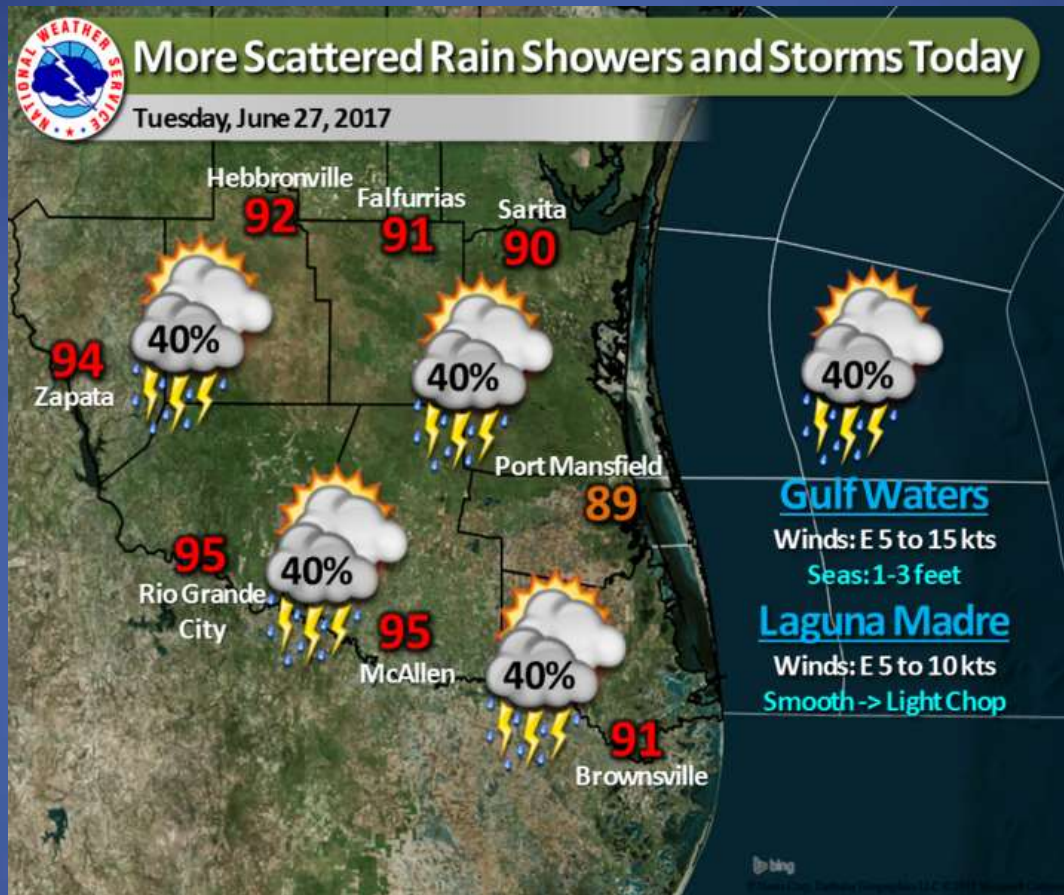 NATIONAL WEATHER SERVICE
More Scattered Rain Showers and Storms Today
Tuesday, June 27, 2017
Hebbronville
92
Falfurrias
91
Sarita
90
40%
40%
40%
94
Zapata
Port Mansfield
89
95
Rio Grande
City
40%
95
McAllen
40%
91
Brownsville
Gulf Waters
Winds: E 5 to 15 kts
Seas: 1-3 feet
Laguna Madre
Winds: E 5 to 10 kts
Smooth -> Light Chop
bing